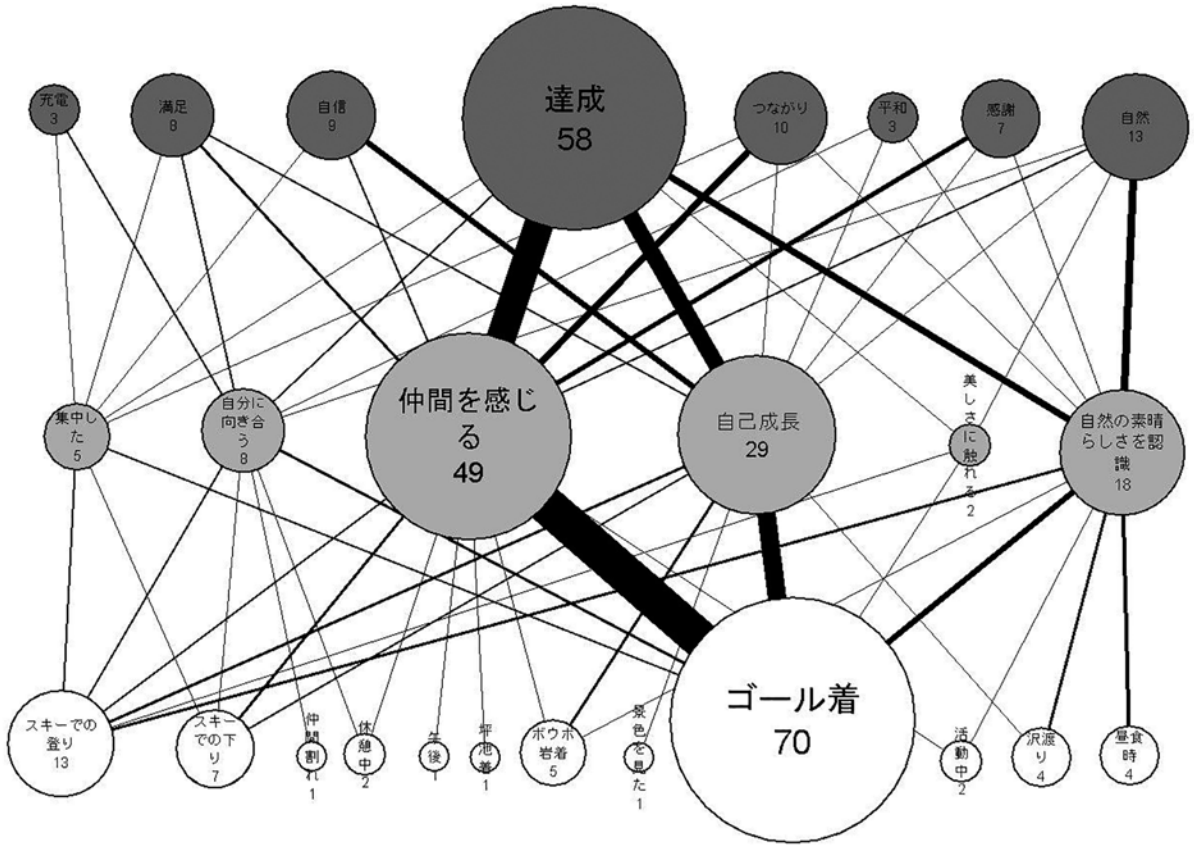 充電
3
満足
8
自信
9
達成
58
つながり
10
平和
3
感謝
7
自然
13
集中し
た
5
自分に
向き合
う
8
仲間を感じ
る
49
自己成長
29
美しさに触れる2
自然の素晴
らしさを認
識
18
スキーでの
登り
13
スキー
での下
り
7
仲間割れ1
休憩中2
午後1
坪池着1
ボウボ
岩着
5
景色を見た1
ゴール着
70
活動中2
沢渡
り
4
昼食
時
4